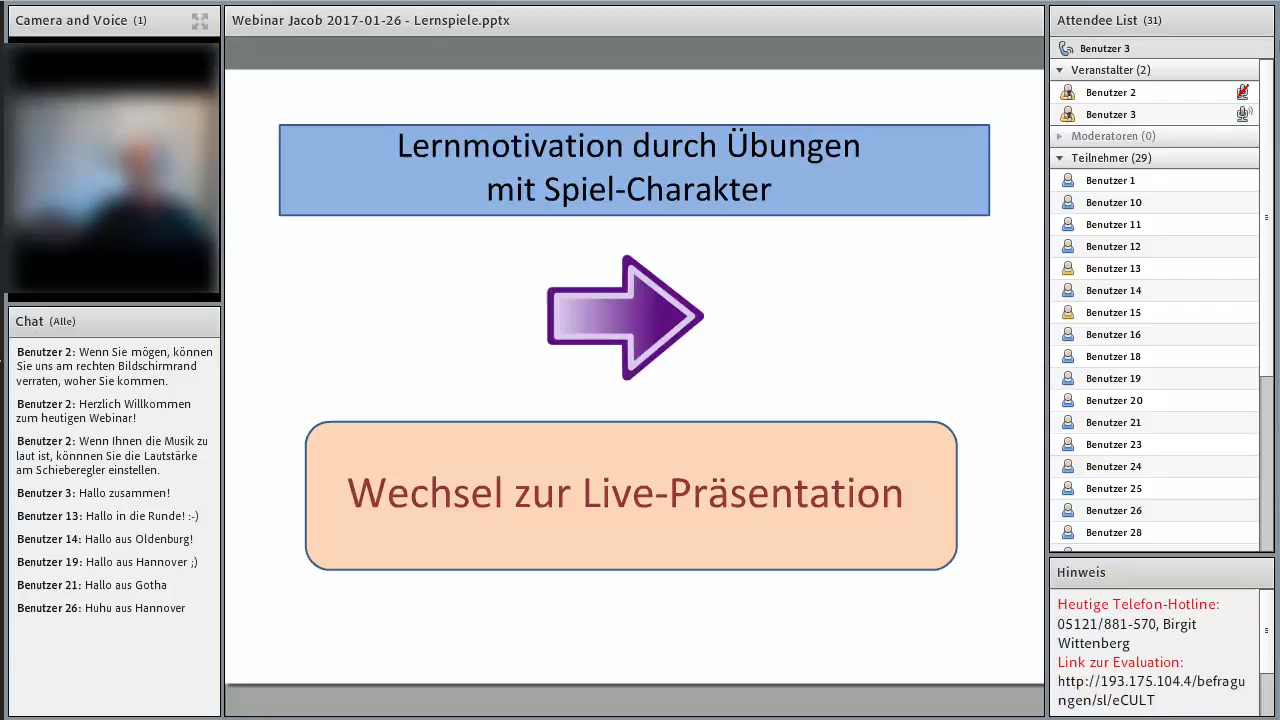 Camera and Voice (1)
Chat (Alle)
Benutzer 2: Wenn Sie mögen, können
Sie uns am rechten Bildschirmrand
verraten, woher Sie kommen.
Benutzer 2: Herzlich Willkommen
zum heutigen Webinar!
Benutzer 2: Wenn Ihnen die Musik zu
laut ist, könnnen Sie die Lautstärke
am Schieberegler einstellen.
Benutzer 3: Hallo zusammen!
Benutzer 13: Hallo in die Runde! :-)
Benutzer 14: Hallo aus Oldenburg!
Benutzer 19: Hallo aus Hannover ;)
Benutzer 21: Hallo aus Gotha
Benutzer 26: Huhu aus Hannover
Webinar Jacob 2017-01-26 - Lernspiele.pptx
Lernmotivation durch Übungen
mit Spiel-Charakter
Wechsel zur Live-Präsentation
Attendee List (31)
Benutzer 3
Veranstalter (2)
Benutzer 2
Benutzer 3
Moderatoren (0)
Teilnehmer (29)
Benutzer 1
Benutzer 10
Benutzer 11
Benutzer 12
Benutzer 13
Benutzer 14
Benutzer 15
Benutzer 16
Benutzer 18
Benutzer 19
Benutzer 20
Benutzer 21
Benutzer 23
Benutzer 24
Benutzer 25
Benutzer 26
Benutzer 28
Hinweis
Heutige Telefon-Hotline:
05121/881-570, Birgit
Wittenberg
Link zur Evaluation:
http://193.175.104.4/befragu
ngen/sl/eCULT